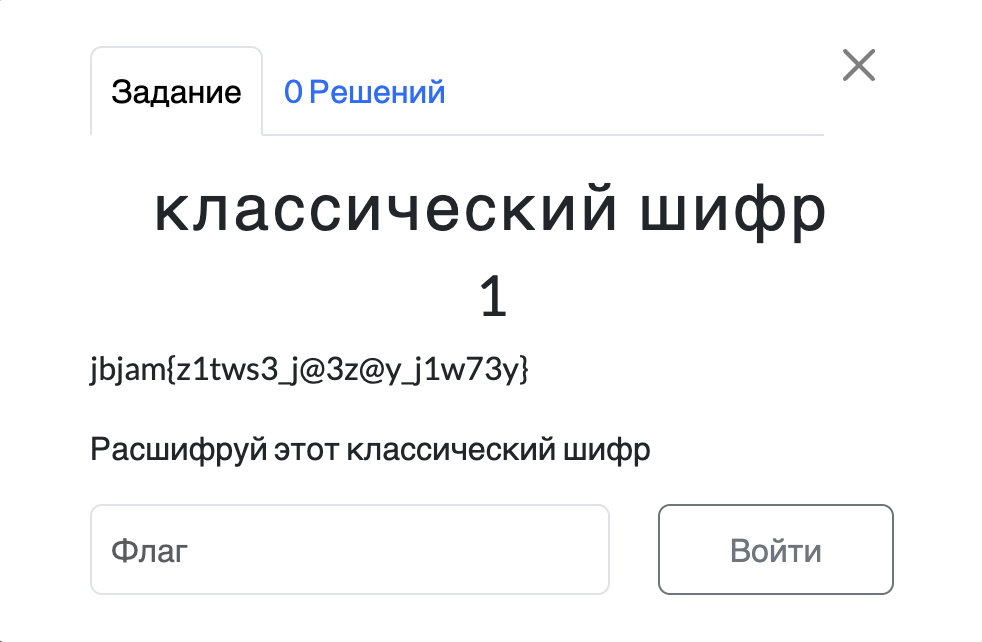 Задание
0 Решений
классический шифр
1
jbjam{z1tws3_j@3z@y_j1w73y}
Расшифруй этот классический шифр
Флаг
Войти